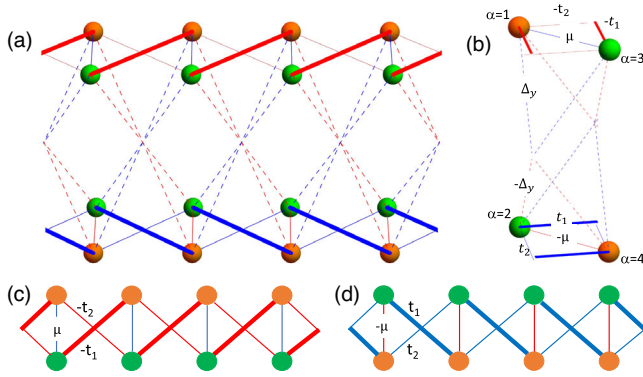 (a)
α=1
-t₂
-t₁
μ
(b)
α=3
Δy
-Δy
α=2
t₁
-μ
t₂
α=4
(c)
-t₂
μ
-t₁
(d)
t₁
-μ
t₂